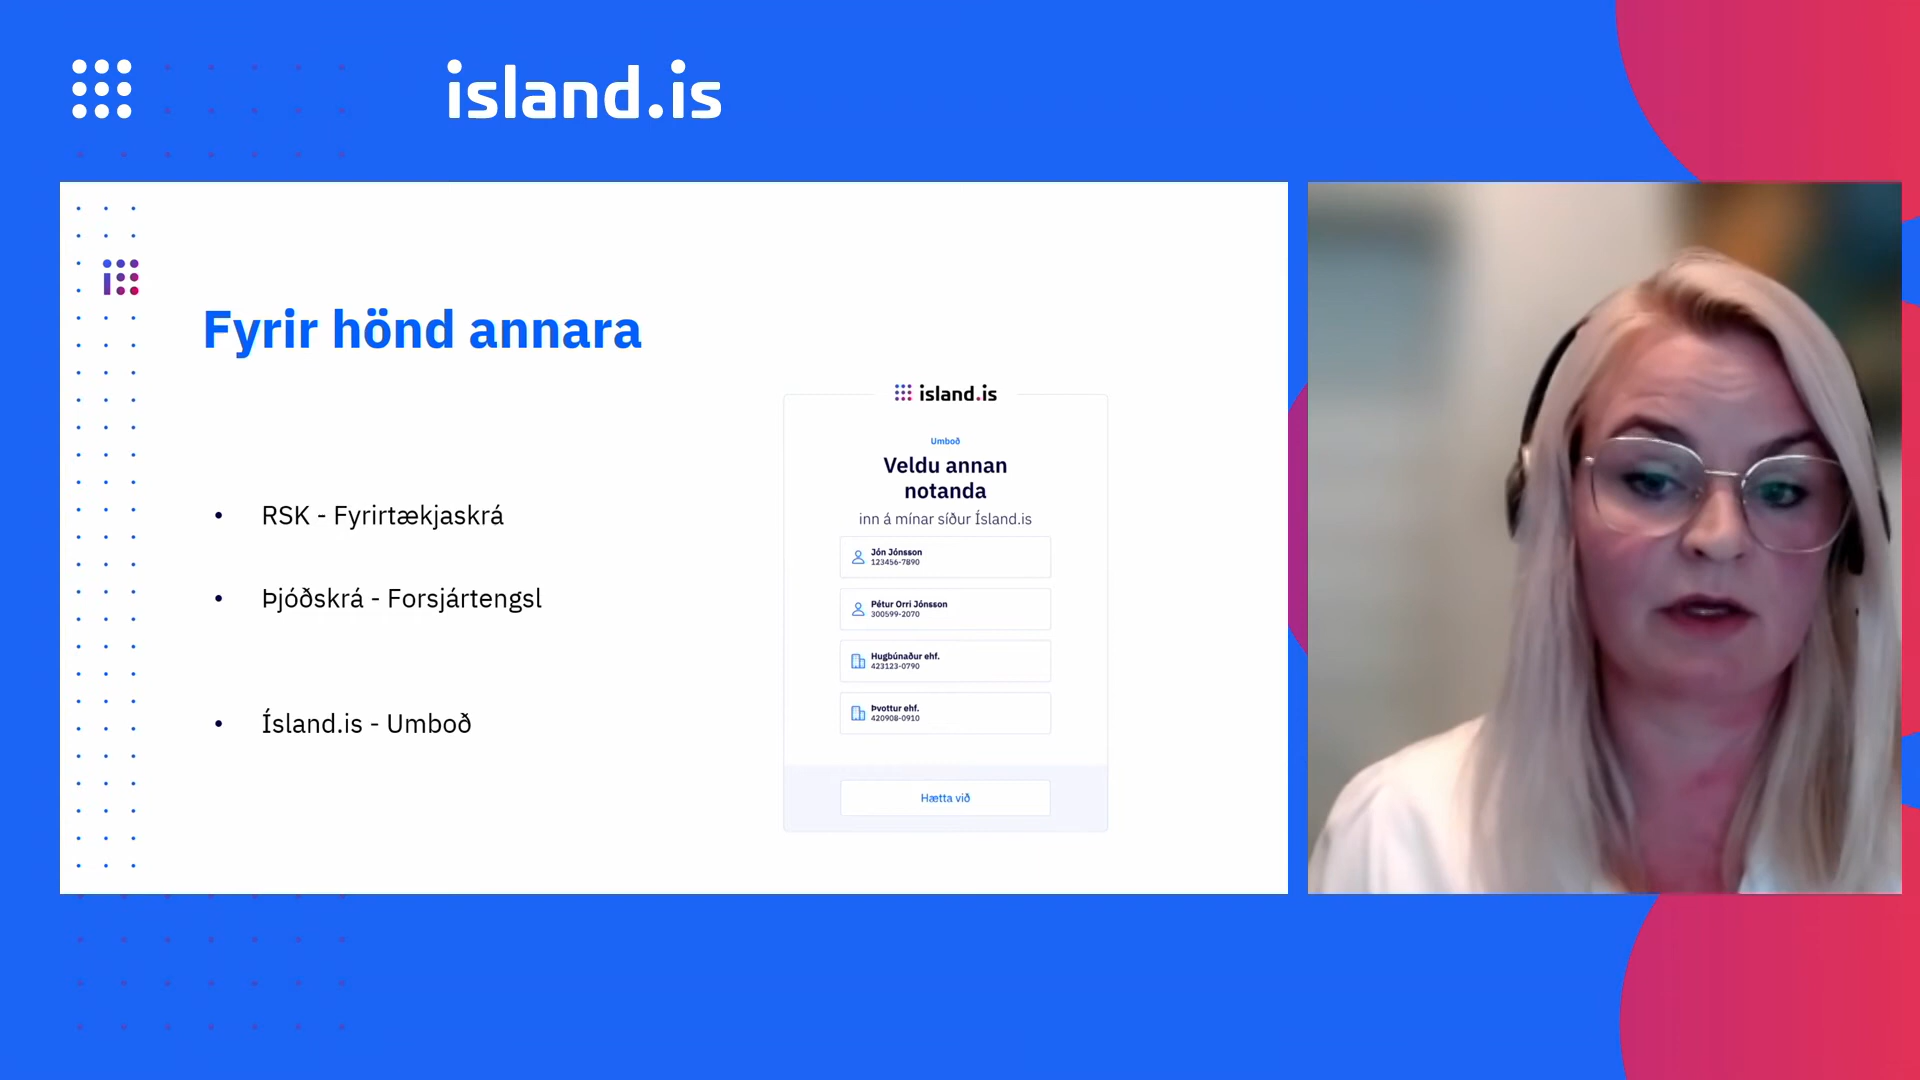 island.is
Fyrir hönd annara
RSK - Fyrirtækjaskrá
Þjóðskrá - Forsjártengsl
Ísland.is - Umboð
island.is
Umboð
Veldu annan
notanda
inn á mínar síður Ísland.is
Jón Jónsson
123456-7890
Pétur Orri Jónsson
300599-2070
Hugbúnaður ehf.
423123-0790
Þvottur ehf.
420908-0910
Hætta við